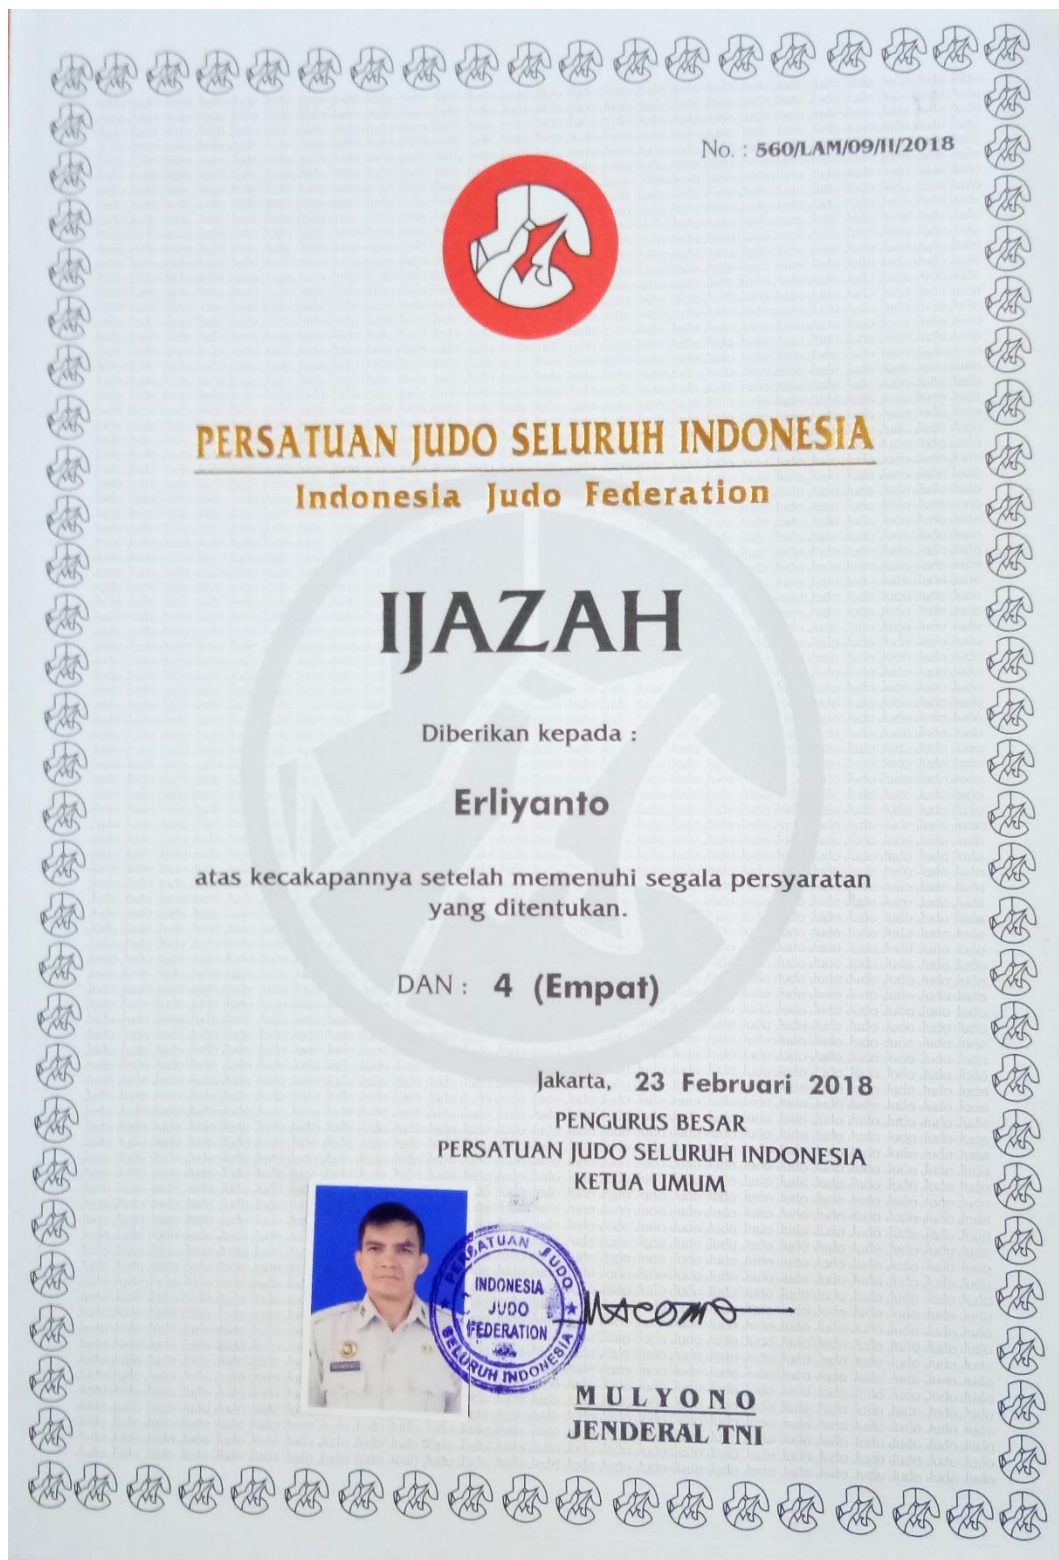 No. : 560/LAM/09/II/2018
PERSATUAN JUDO SELURUH INDONESIA
Indonesia Judo Federation
IJAZAH
Diberikan kepada :
Erliyanto
atas kecakapannya setelah memenuhi segala persyaratan
yang ditentukan.
DAN : 4 (Empat)
Jakarta, 23 Februari 2018
PENGURUS BESAR
PERSATUAN JUDO SELURUH INDONESIA
KETUA UMUM
PERSATUAN JUDO
INDONESIA
JUDO
FEDERATION
SELURUH INDONESIA
MULYONO
JENDERAL TNI